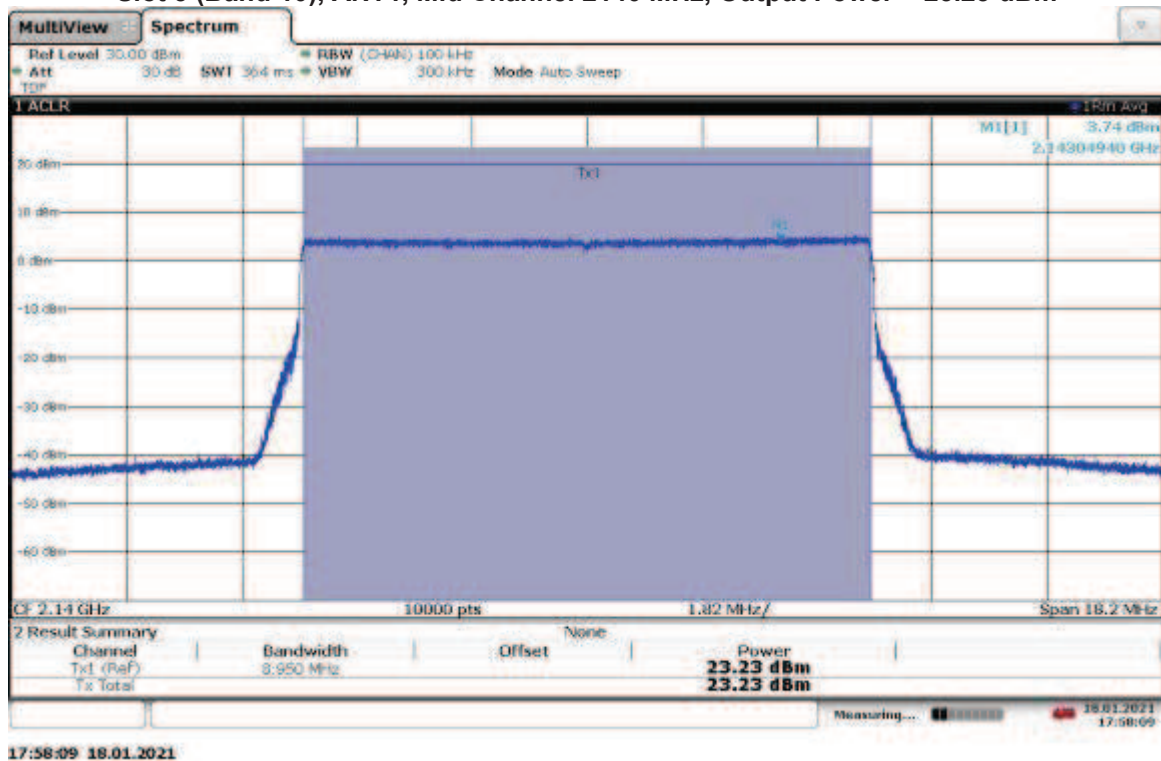 MultiView Spectrum
Ref Level 30.00 dBm RBW (CHAN) 100 kHz
Att 30 dB SWT 364 ms VBW 300 kHz Mode Auto Sweep
TDF
1 ACLR 1Rm Avg
M1[1] 3.74 dBm
2.14304940 GHz
20 dBm
Tx1
10 dBm
M1
0 dBm
-10 dBm
-20 dBm
-30 dBm
-40 dBm
-50 dBm
-60 dBm
CF 2.14 GHz 10000 pts 1.82 MHz/ Span 18.2 MHz
2 Result Summary None
Channel Bandwidth Offset Power
Tx1 (Ref) 8.950 MHz 23.23 dBm
Tx Total 23.23 dBm
Measuring... 18.01.2021
17:58:09
17:58:09 18.01.2021